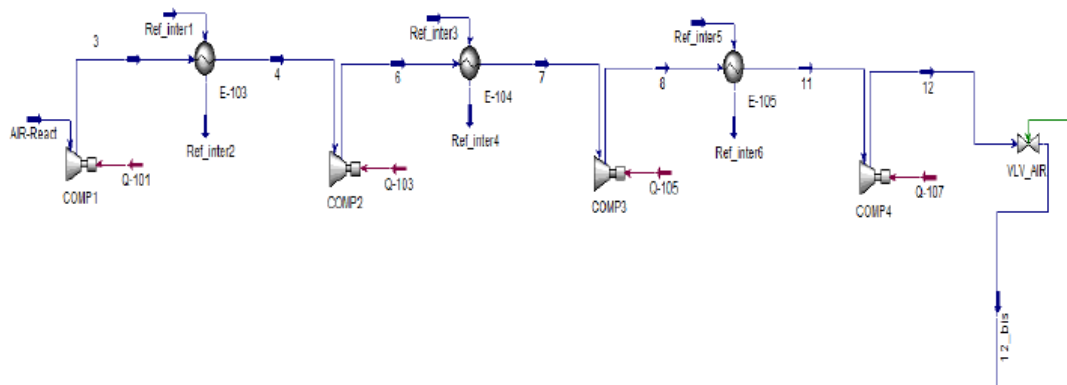 Ref_inter1
Ref_inter3
Ref_inter5
3
4
6
7
8
11
12
E-103
E-104
E-105
AIR-React
Ref_inter2
Ref_inter4
Ref_inter6
VLV_AIR
Q-101
Q-103
Q-105
Q-107
COMP1
COMP2
COMP3
COMP4
12_bis